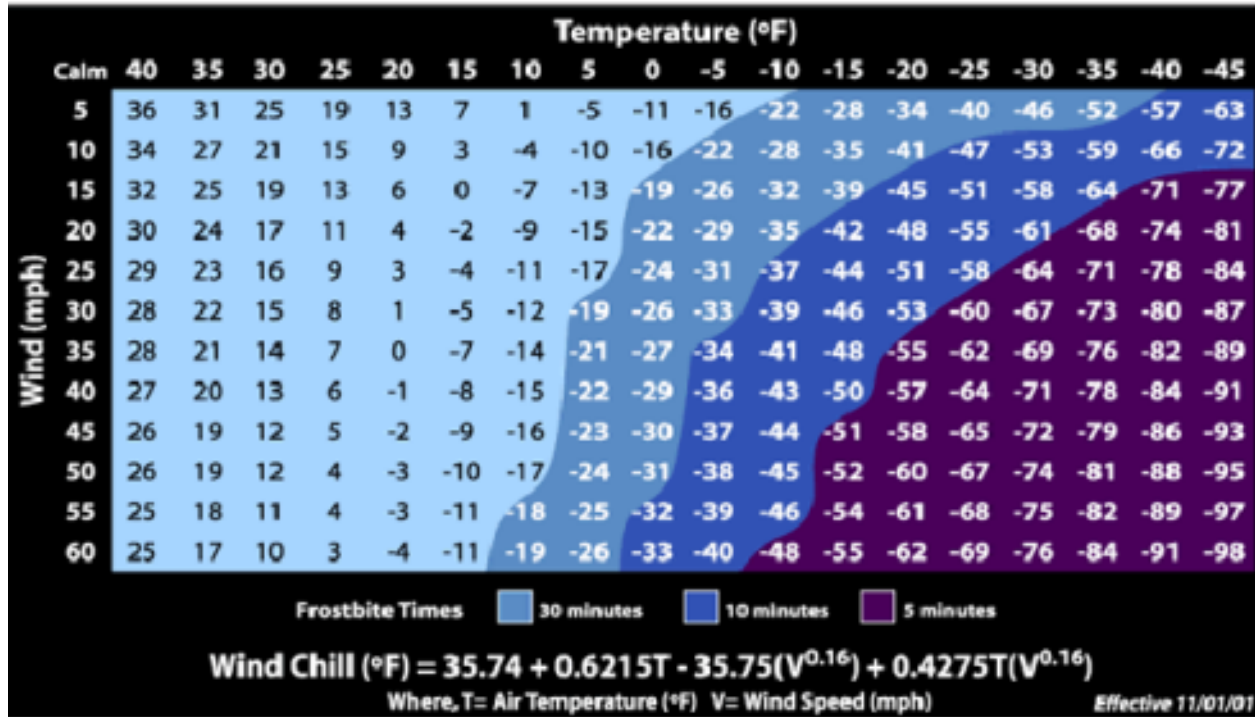 Temperature (°F)
Calm 40 35 30 25 20 15 10 5 0 -5 -10 -15 -20 -25 -30 -35 -40 -45
5 36 31 25 19 13 7 1 -5 -11 -16 -22 -28 -34 -40 -46 -52 -57 -63
10 34 27 21 15 9 3 -4 -10 -16 -22 -28 -35 -41 -47 -53 -59 -66 -72
15 32 25 19 13 6 0 -7 -13 -19 -26 -32 -39 -45 -51 -58 -64 -71 -77
20 30 24 17 11 4 -2 -9 -15 -22 -29 -35 -42 -48 -55 -61 -68 -74 -81
25 29 23 16 9 3 -4 -11 -17 -24 -31 -37 -44 -51 -58 -64 -71 -78 -84
30 28 22 15 8 1 -5 -12 -19 -26 -33 -39 -46 -53 -60 -67 -73 -80 -87
35 28 21 14 7 0 -7 -14 -21 -27 -34 -41 -48 -55 -62 -69 -76 -82 -89
40 27 20 13 6 -1 -8 -15 -22 -29 -36 -43 -50 -57 -64 -71 -78 -84 -91
45 26 19 12 5 -2 -9 -16 -23 -30 -37 -44 -51 -58 -65 -72 -79 -86 -93
50 26 19 12 4 -3 -10 -17 -24 -31 -38 -45 -52 -60 -67 -74 -81 -88 -95
55 25 18 11 4 -3 -11 -18 -25 -32 -39 -46 -54 -61 -68 -75 -82 -89 -97
60 25 17 10 3 -4 -11 -19 -26 -33 -40 -48 -55 -62 -69 -76 -84 -91 -98
Wind (mph)
Frostbite Times 30 minutes 10 minutes 5 minutes
Wind Chill (°F) = 35.74 + 0.6215T - 35.75(V^0.16) + 0.4275T(V^0.16)
Where, T= Air Temperature (°F) V= Wind Speed (mph) Effective 11/01/01